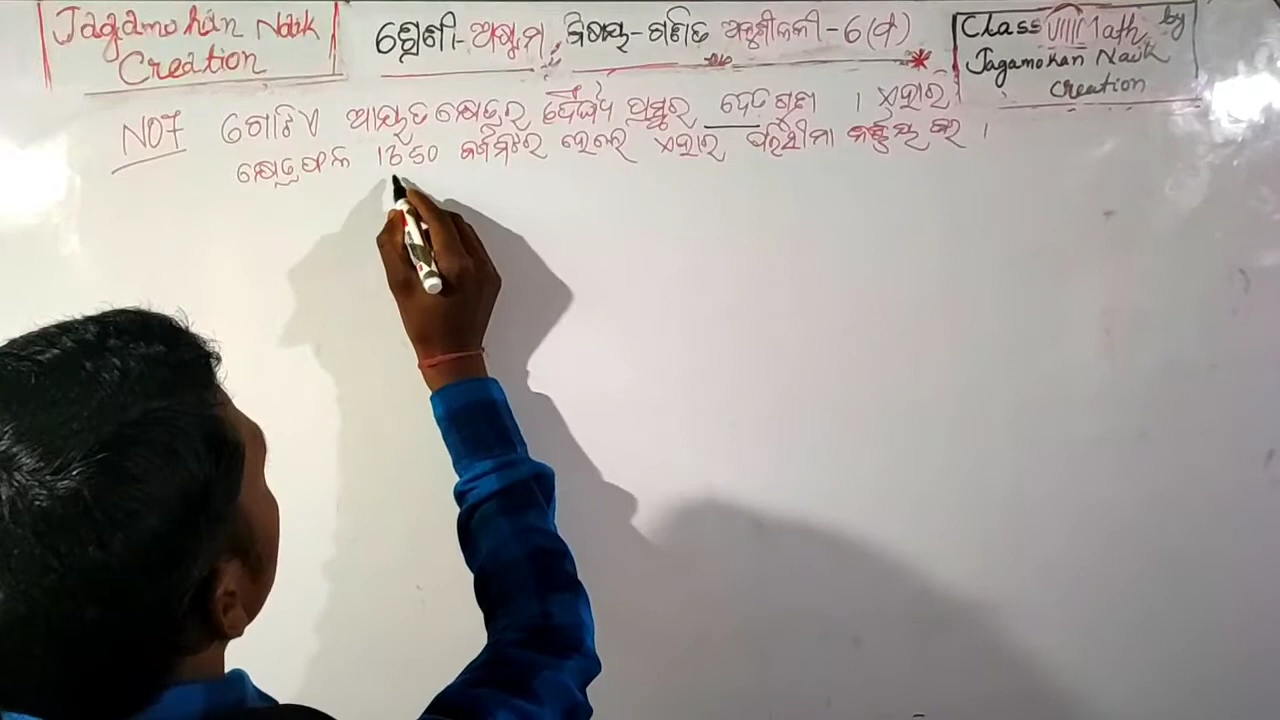 Jagamohan Naik
Creation
ଶ୍ରେଣୀ-ଅଷ୍ଟମ ବିଷୟ-ଗଣିତ ଅନୁଶୀଳନୀ-6(ବ)
Class VIII Math by
Jagamohan Naik
creation
NO7 ଗୋଟିଏ ଆୟତକ୍ଷେତ୍ରର ଦୈର୍ଘ୍ୟ ପ୍ରସ୍ଥର ଦେଢ଼ଗୁଣ । ଏହାର
କ୍ଷେତ୍ରଫଳ 1350 ବର୍ଗମିଟର ହେଲେ ଏହାର ପରିସୀମା କେତେ ସ୍ଥିର କର ।